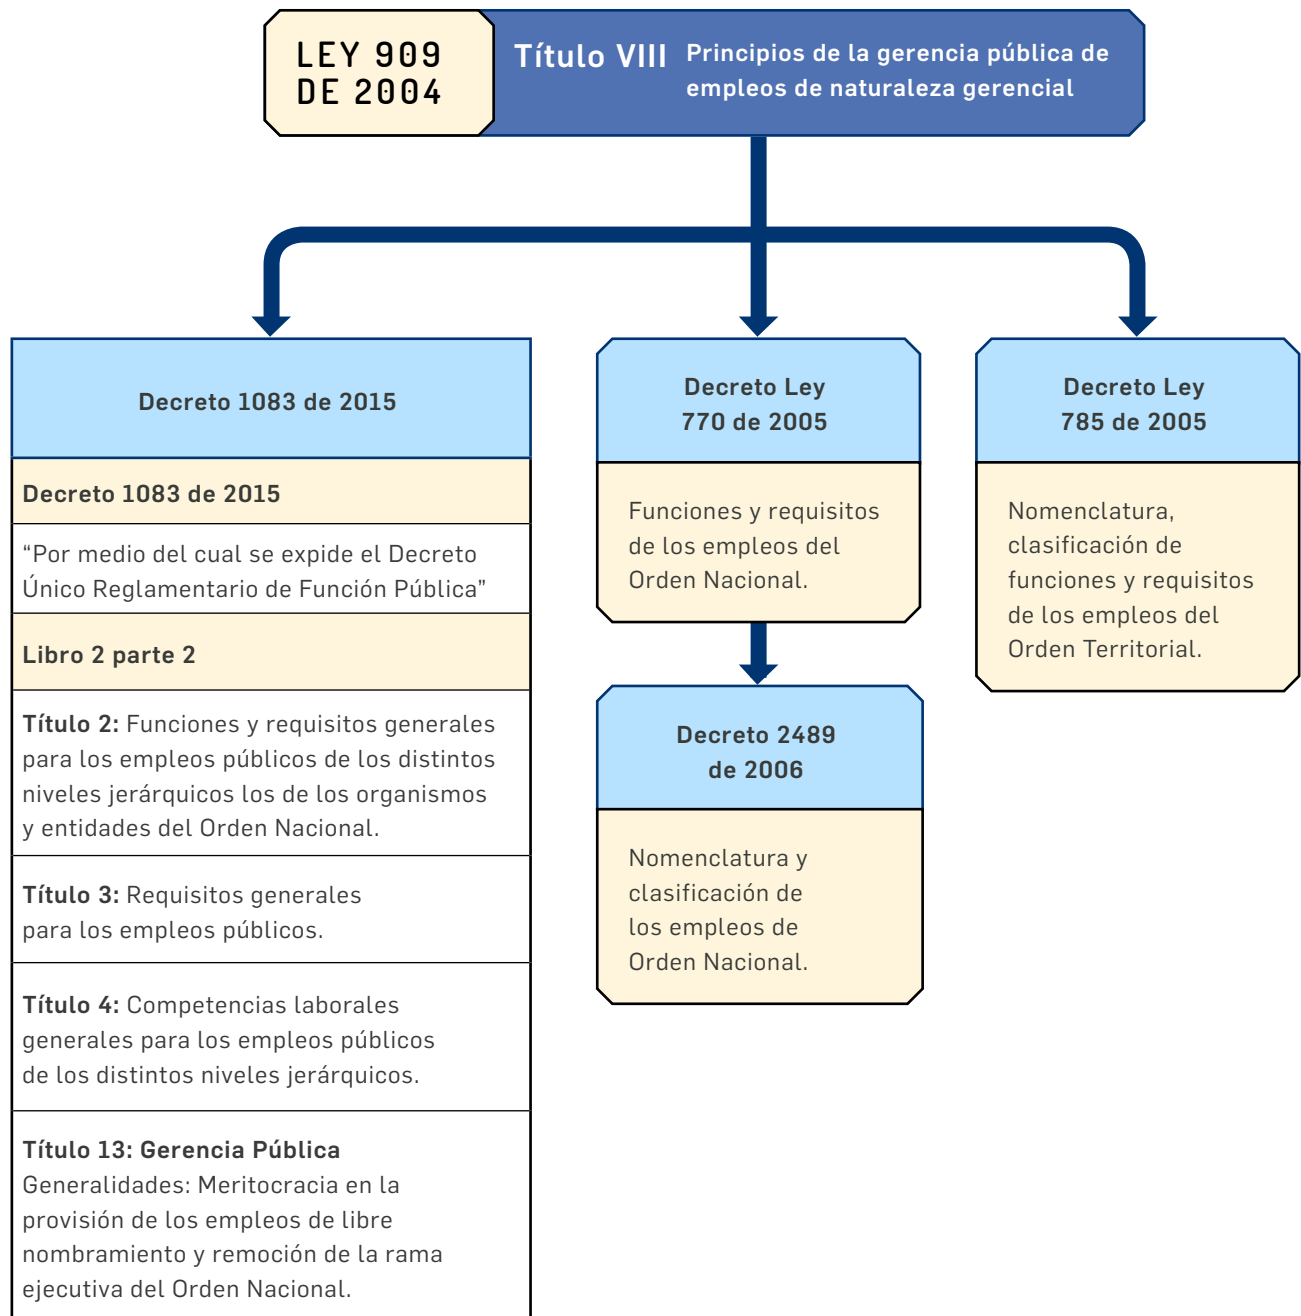 LEY 909
DE 2004
Título VIII
Principios de la gerencia pública de
empleos de naturaleza gerencial
Decreto 1083 de 2015
Decreto 1083 de 2015
“Por medio del cual se expide el Decreto
Único Reglamentario de Función Pública”
Libro 2 parte 2
Título 2: Funciones y requisitos generales
para los empleos públicos de los distintos
niveles jerárquicos los de los organismos
y entidades del Orden Nacional.
Título 3: Requisitos generales
para los empleos públicos.
Título 4: Competencias laborales
generales para los empleos públicos
de los distintos niveles jerárquicos.
Título 13: Gerencia Pública
Generalidades: Meritocracia en la
provisión de los empleos de libre
nombramiento y remoción de la rama
ejecutiva del Orden Nacional.
Decreto Ley
770 de 2005
Funciones y requisitos
de los empleos del
Orden Nacional.
Decreto 2489
de 2006
Nomenclatura y
clasificación de
los empleos de
Orden Nacional.
Decreto Ley
785 de 2005
Nomenclatura,
clasificación de
funciones y requisitos
de los empleos del
Orden Territorial.